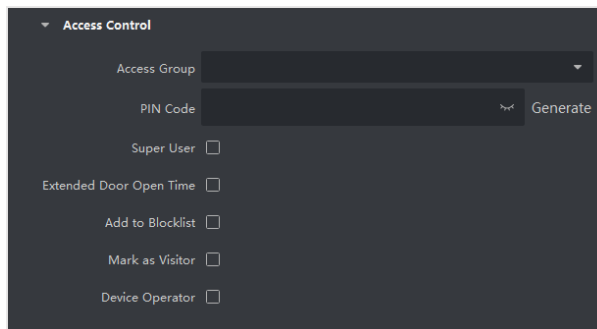 Access Control
Access Group
PIN Code Generate
Super User
Extended Door Open Time
Add to Blocklist
Mark as Visitor
Device Operator